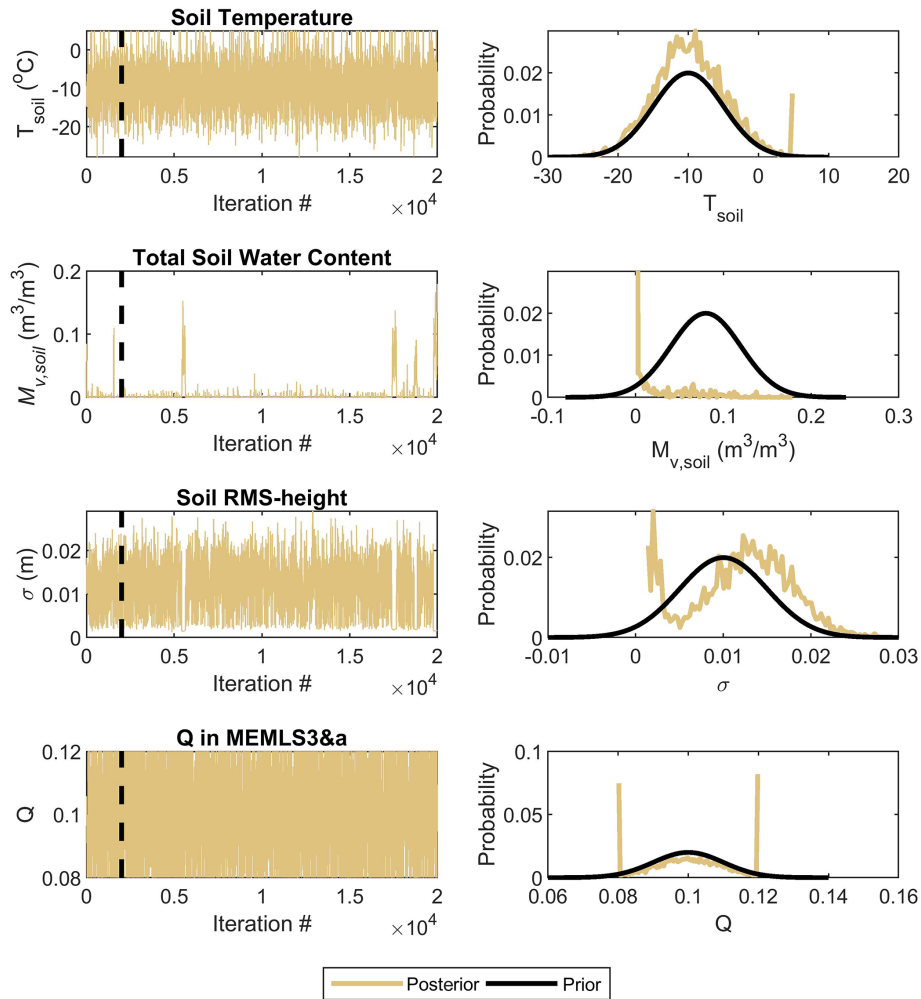 Soil Temperature
T_soil (°C)
0
-10
-20
0 0.5 1 1.5 2
Iteration # ×10^4
Probability
0.02
0.01
0
-30 -20 -10 0 10 20
T_soil
Total Soil Water Content
M_v,soil (m^3/m^3)
0.2
0.1
0
0 0.5 1 1.5 2
Iteration # ×10^4
Probability
0.02
0.01
0
-0.1 0 0.1 0.2 0.3
M_v,soil (m^3/m^3)
Soil RMS-height
σ (m)
0.02
0.01
0
0 0.5 1 1.5 2
Iteration # ×10^4
Probability
0.02
0.01
0
-0.01 0 0.01 0.02 0.03
σ
Q in MEMLS3&a
Q
0.12
0.1
0.08
0 0.5 1 1.5 2
Iteration # ×10^4
Probability
0.1
0.05
0
0.06 0.08 0.1 0.12 0.14 0.16
Q
Posterior Prior